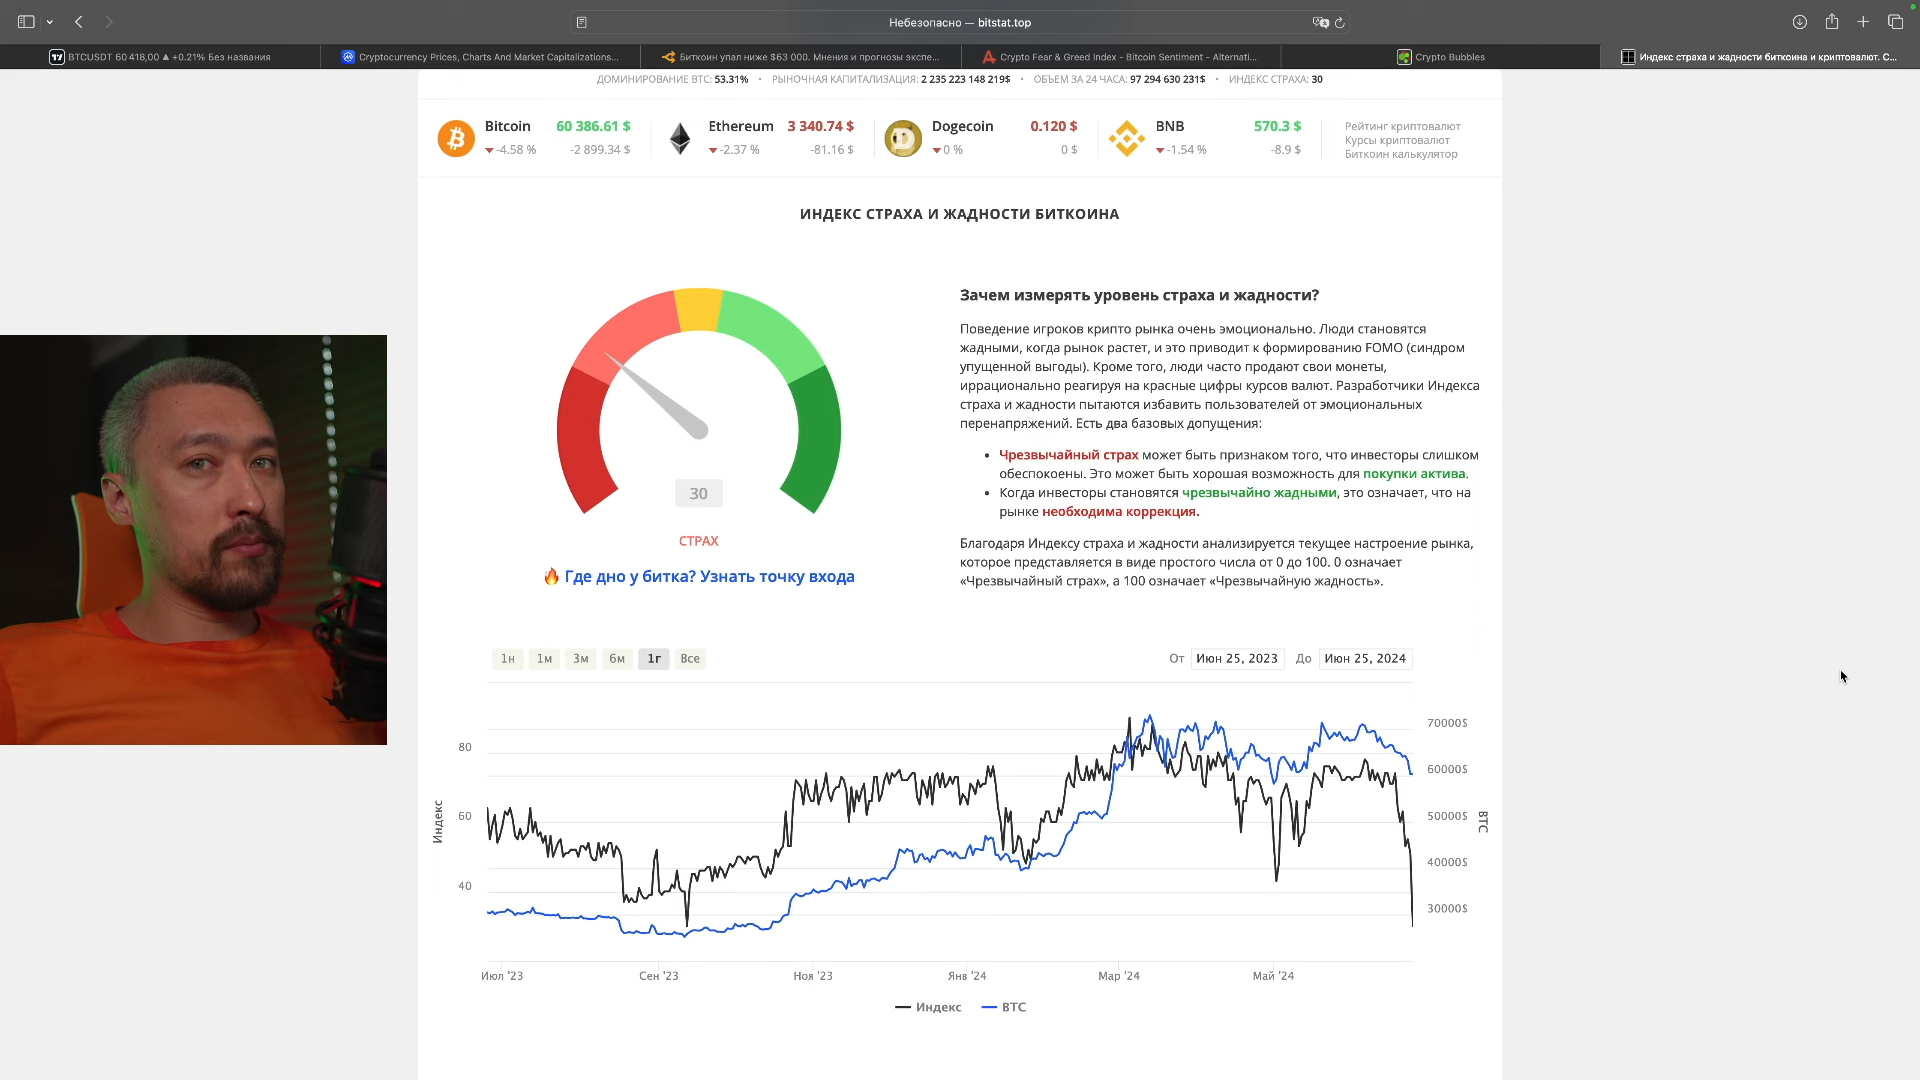 Небезопасно — bitstat.top
BTCUSDT 60 418,00 ▲ +0.21% Без названия
Cryptocurrency Prices, Charts And Market Capitalizations...
Биткоин упал ниже $63 000. Мнения и прогнозы экспе...
Crypto Fear & Greed Index - Bitcoin Sentiment - Alternati...
Crypto Bubbles
Индекс страха и жадности биткоина и криптовалют. С...
ДОМИНИРОВАНИЕ BTC: 53.31% • РЫНОЧНАЯ КАПИТАЛИЗАЦИЯ: 2 235 223 148 219$ • ОБЪЕМ ЗА 24 ЧАСА: 97 294 630 231$ • ИНДЕКС СТРАХА: 30
Bitcoin 60 386.61 $
-4.58 % -2 899.34 $
Ethereum 3 340.74 $
-2.37 % -81.16 $
Dogecoin 0.120 $
0 % 0 $
BNB 570.3 $
-1.54 % -8.9 $
Рейтинг криптовалют
Курсы криптовалют
Биткоин калькулятор
ИНДЕКС СТРАХА И ЖАДНОСТИ БИТКОИНА
30
СТРАХ
Где дно у битка? Узнать точку входа
Зачем измерять уровень страха и жадности?
Поведение игроков крипто рынка очень эмоционально. Люди становятся
жадными, когда рынок растет, и это приводит к формированию FOMO (синдром
упущенной выгоды). Кроме того, люди часто продают свои монеты,
иррационально реагируя на красные цифры курсов валют. Разработчики Индекса
страха и жадности пытаются избавить пользователей от эмоциональных
перенапряжений. Есть два базовых допущения:
• Чрезвычайный страх может быть признаком того, что инвесторы слишком
обеспокоены. Это может быть хорошая возможность для покупки актива.
• Когда инвесторы становятся чрезвычайно жадными, это означает, что на
рынке необходима коррекция.
Благодаря Индексу страха и жадности анализируется текущее настроение рынка,
которое представляется в виде простого числа от 0 до 100. 0 означает
«Чрезвычайный страх», а 100 означает «Чрезвычайную жадность».
1н 1м 3м 6м 1г Все
От Июн 25, 2023 До Июн 25, 2024
80
60
40
Индекс
70000$
60000$
50000$
40000$
30000$
BTC
Июл '23 Сен '23 Ноя '23 Янв '24 Мар '24 Май '24
Индекс BTC